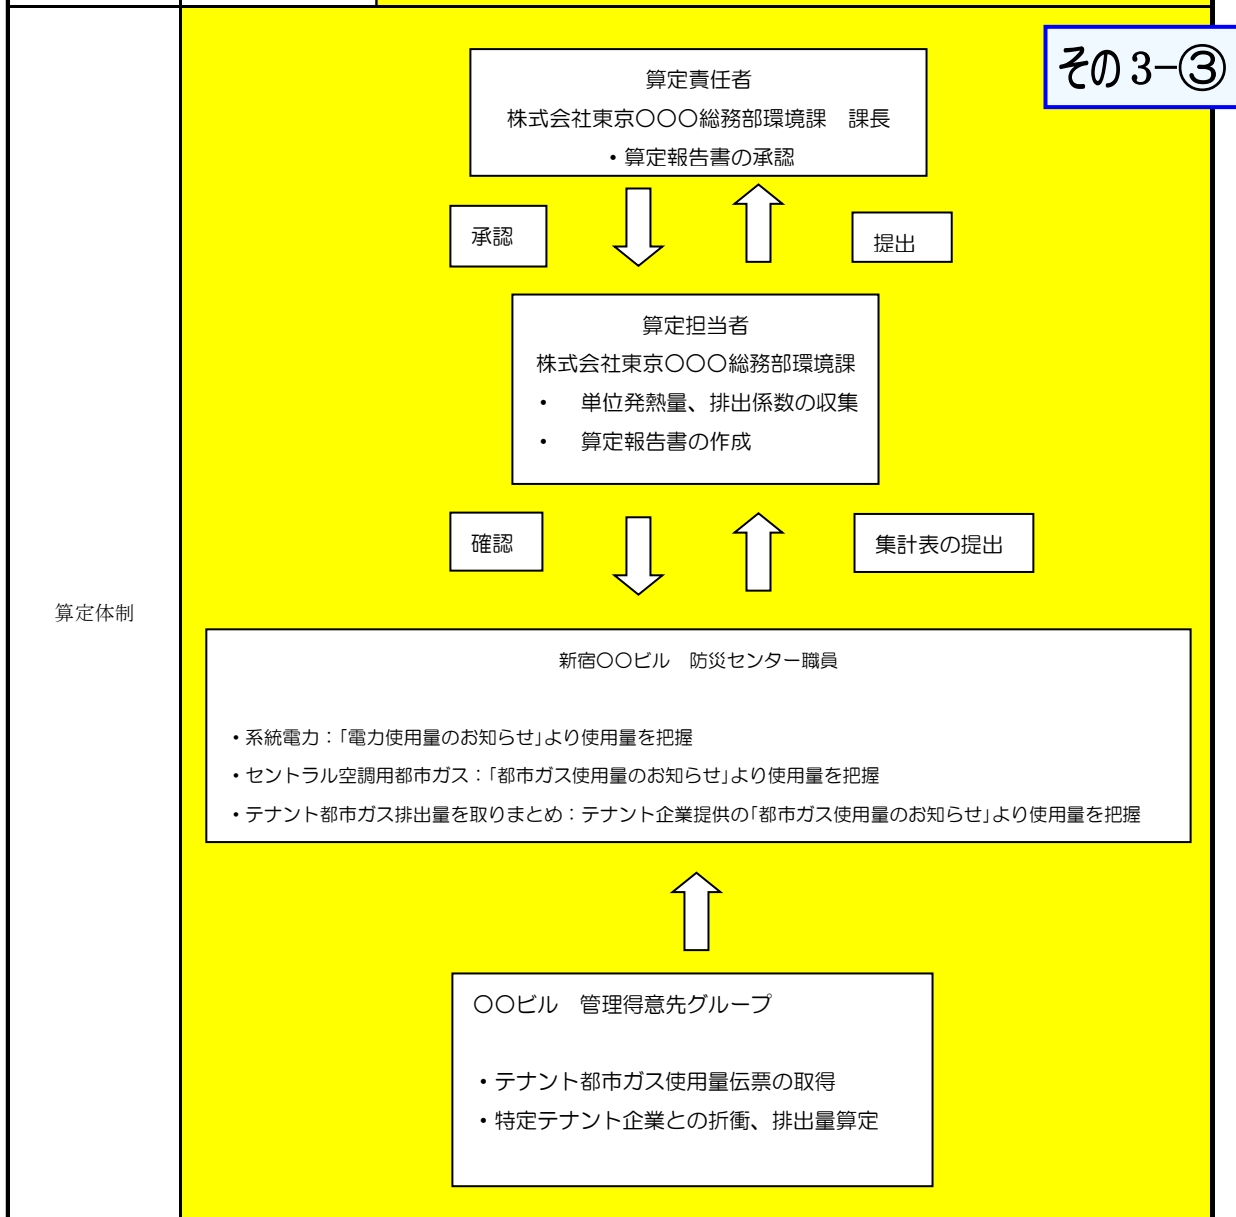 その3-③
算定責任者
株式会社東京〇〇〇総務部環境課　課長
・算定報告書の承認
承認
提出
算定担当者
株式会社東京〇〇〇総務部環境課
・　単位発熱量、排出係数の収集
・　算定報告書の作成
確認
集計表の提出
算定体制
新宿〇〇ビル　防災センター職員
・系統電力：「電力使用量のお知らせ」より使用量を把握
・セントラル空調用都市ガス：「都市ガス使用量のお知らせ」より使用量を把握
・テナント都市ガス排出量を取りまとめ：テナント企業提供の「都市ガス使用量のお知らせ」より使用量を把握
〇〇ビル　管理得意先グループ
・テナント都市ガス使用量伝票の取得
・特定テナント企業との折衝、排出量算定